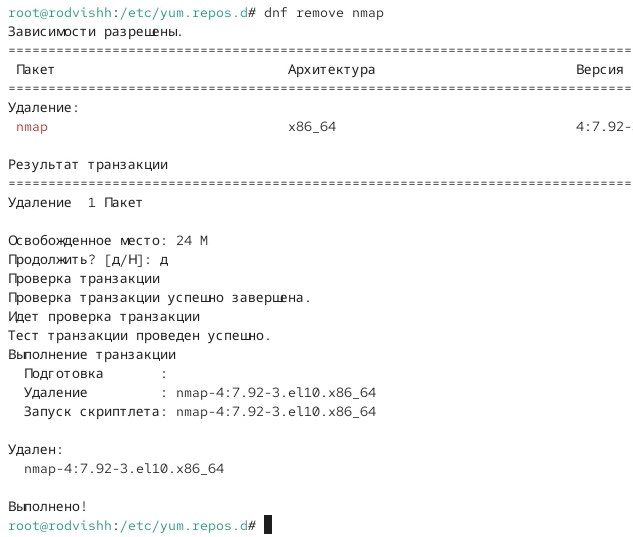 root@rodvishh:/etc/yum.repos.d# dnf remove nmap
Зависимости разрешены.
================================================================================
Пакет Архитектура Версия
================================================================================
Удаление:
nmap x86_64 4:7.92-
Результат транзакции
================================================================================
Удаление 1 Пакет
Освобожденное место: 24 M
Продолжить? [д/Н]: д
Проверка транзакции
Проверка транзакции успешно завершена.
Идет проверка транзакции
Тест транзакции проведен успешно.
Выполнение транзакции
Подготовка :
Удаление : nmap-4:7.92-3.el10.x86_64
Запуск скриптлета: nmap-4:7.92-3.el10.x86_64
Удален:
nmap-4:7.92-3.el10.x86_64
Выполнено!
root@rodvishh:/etc/yum.repos.d#